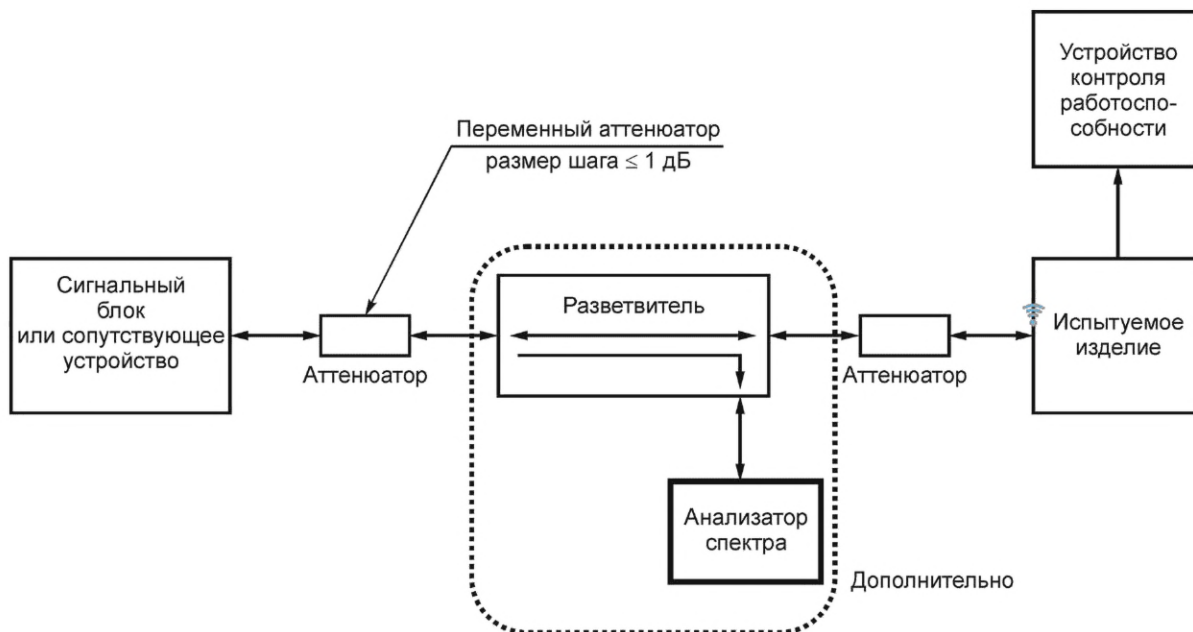 Устройство
контроля
работоспо-
собности
Переменный аттенюатор
размер шага ≤ 1 дБ
Сигнальный
блок
или сопутствующее
устройство
Аттенюатор
Разветвитель
Аттенюатор
Испытуемое
изделие
Анализатор
спектра
Дополнительно